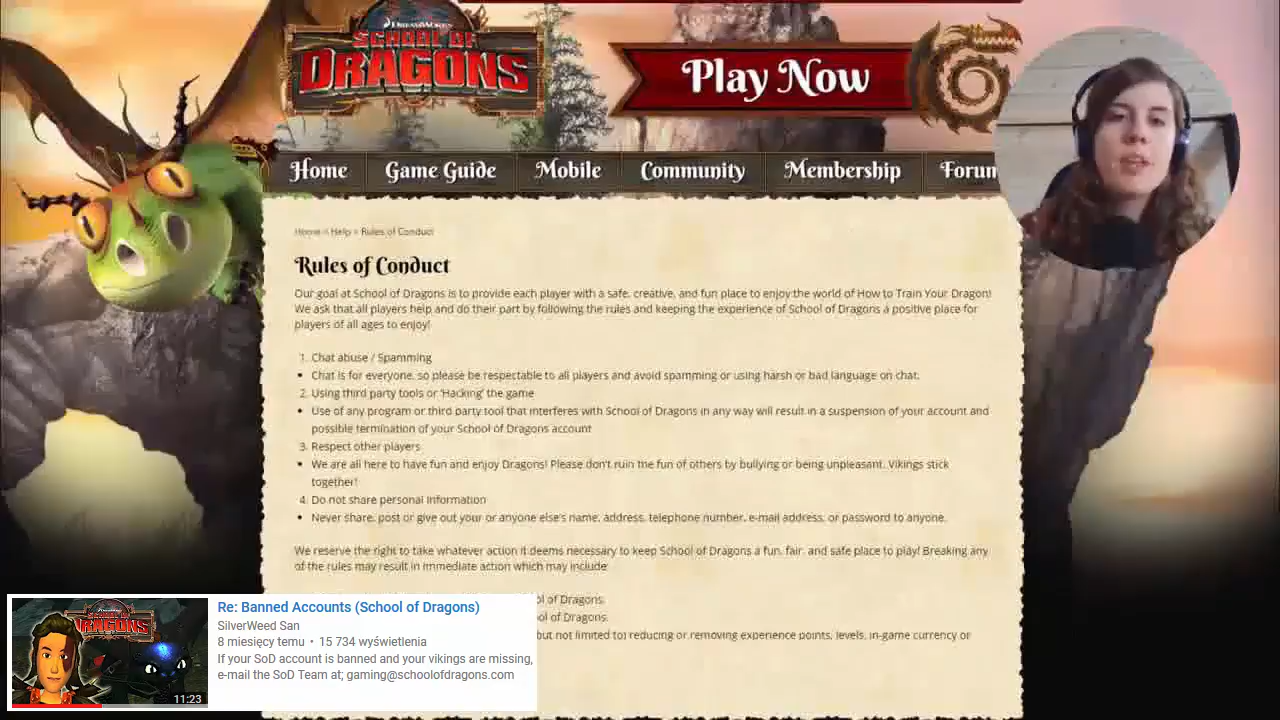 DREAMWORKS
SCHOOL OF
DRAGONS
Play Now
Home
Game Guide
Mobile
Community
Membership
Forum
Home > Help > Rules of Conduct
Rules of Conduct
Our goal at School of Dragons is to provide each player with a safe, creative, and fun place to enjoy the world of How to Train Your Dragon!
We ask that all players help and do their part by following the rules and keeping the experience of School of Dragons a positive place for
players of all ages to enjoy!
1. Chat abuse / Spamming
• Chat is for everyone, so please be respectable to all players and avoid spamming or using harsh or bad language on chat.
2. Using third party tools or 'Hacking' the game
• Use of any program or third party tool that interferes with School of Dragons in any way will result in a suspension of your account and
possible termination of your School of Dragons account
3. Respect other players
• We are all here to have fun and enjoy Dragons! Please don't ruin the fun of others by bullying or being unpleasant. Vikings stick
together!
4. Do not share personal information
• Never share, post or give out your or anyone else's name, address, telephone number, e-mail address, or password to anyone.
We reserve the right to take whatever action it deems necessary to keep School of Dragons a fun, fair, and safe place to play! Breaking any
of the rules may result in immediate action which may include:
ol of Dragons.
ol of Dragons.
but not limited to) reducing or removing experience points, levels, in-game currency or
SCHOOL OF
DRAGONS
11:23
Re: Banned Accounts (School of Dragons)
SilverWeed San
8 miesięcy temu • 15 734 wyświetlenia
If your SoD account is banned and your vikings are missing,
e-mail the SoD Team at; gaming@schoolofdragons.com